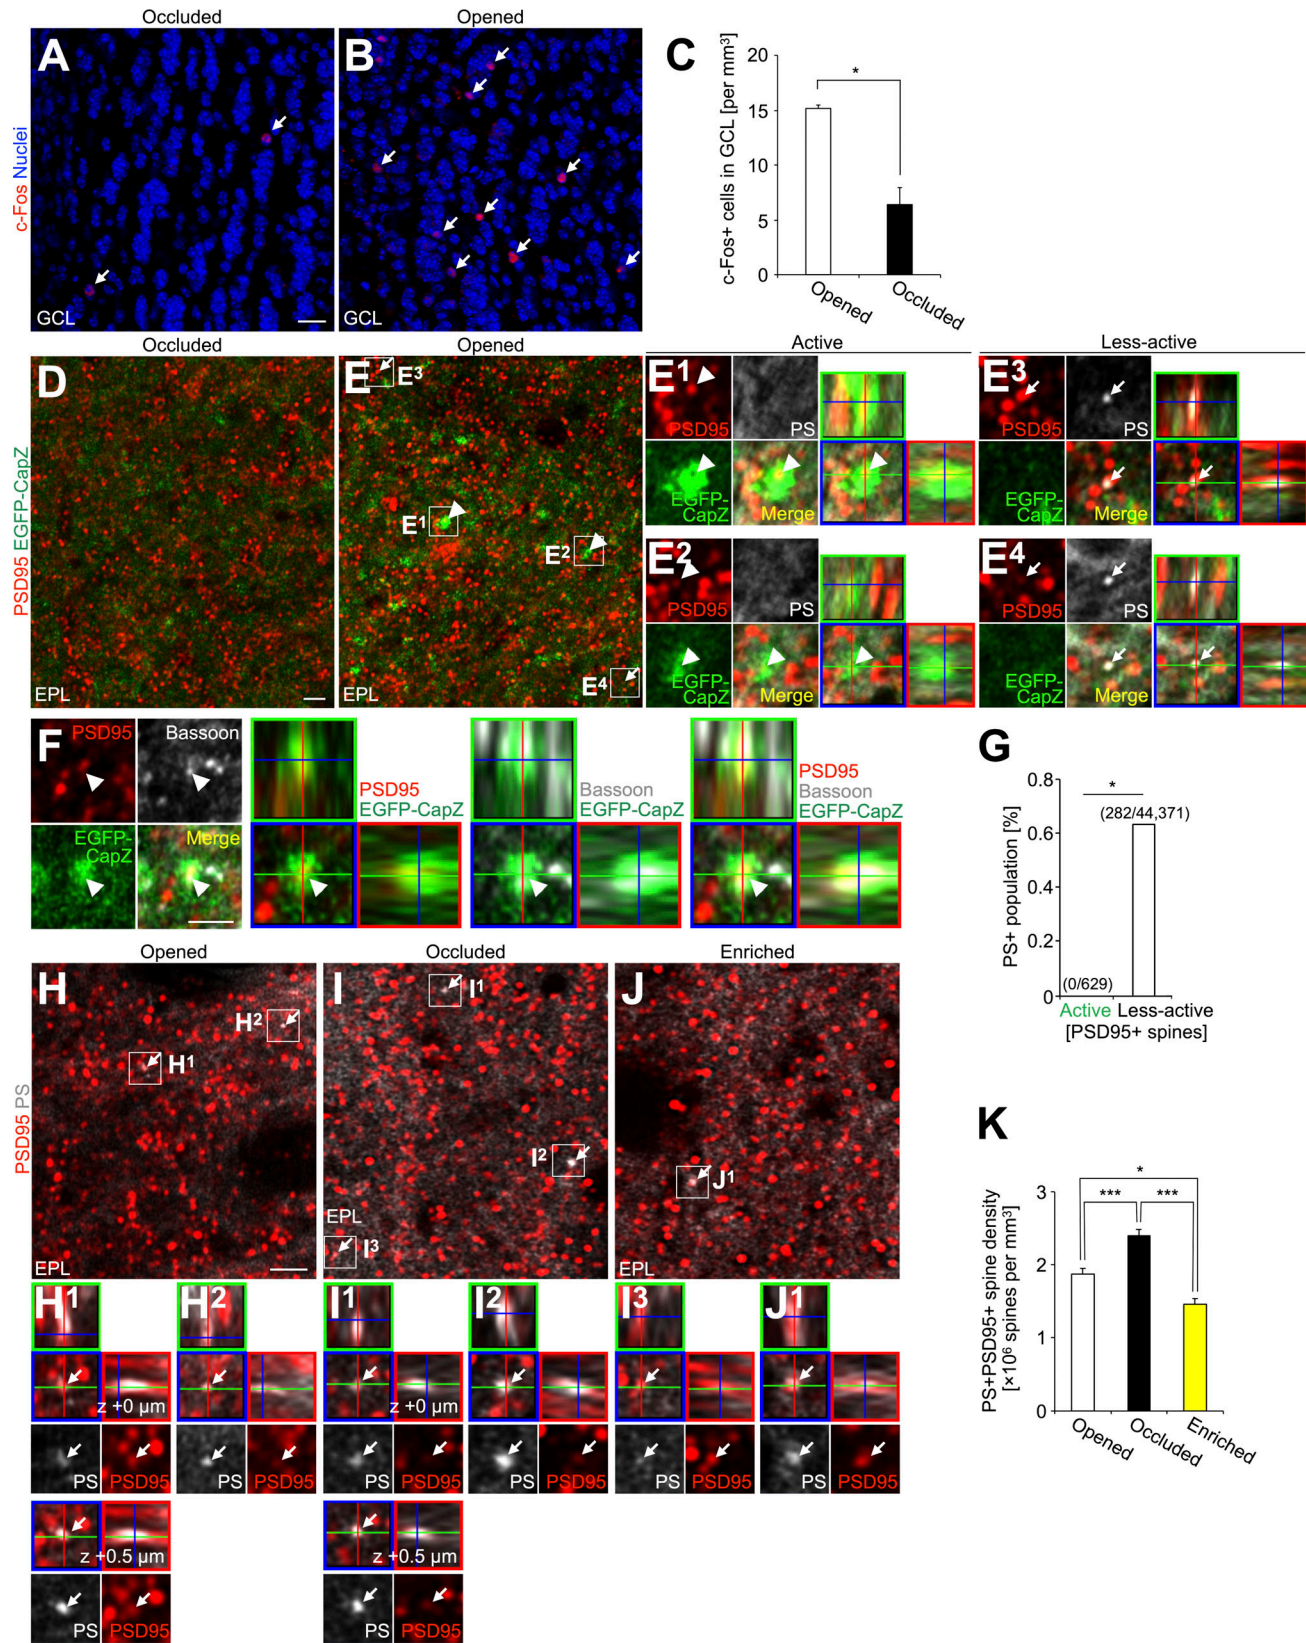 Occluded
Opened
A
B
c-Fos Nuclei
GCL
GCL
C
c-Fos+ cells in GCL [per mm³]
20
15
10
5
0
*
Opened
Occluded
Occluded
Opened
Active
Less-active
D
E
PSD95 EGFP-CapZ
EPL
EPL
E³
E¹
E²
E⁴
E¹
PSD95
PS
EGFP-CapZ
Merge
E³
PSD95
PS
EGFP-CapZ
Merge
E²
PSD95
PS
EGFP-CapZ
Merge
E⁴
PSD95
PS
EGFP-CapZ
Merge
F
PSD95
Bassoon
EGFP-CapZ
Merge
PSD95
EGFP-CapZ
Bassoon
EGFP-CapZ
PSD95
Bassoon
EGFP-CapZ
G
PS+ population [%]
0.8
0.6
0.4
0.2
0
*
(282/44,371)
(0/629)
Active Less-active
[PSD95+ spines]
Opened
Occluded
Enriched
H
I
J
PSD95 PS
H²
H¹
I¹
I²
I³
J¹
EPL
EPL
EPL
H¹
H²
I¹
I²
I³
J¹
z +0 µm
z +0 µm
PS
PSD95
PS
PSD95
PS
PSD95
PS
PSD95
PS
PSD95
PS
PSD95
z +0.5 µm
z +0.5 µm
PS
PSD95
PS
PSD95
K
PS+PSD95+ spine density
[×10⁶ spines per mm³]
3
2
1
0
*
***
***
Opened
Occluded
Enriched